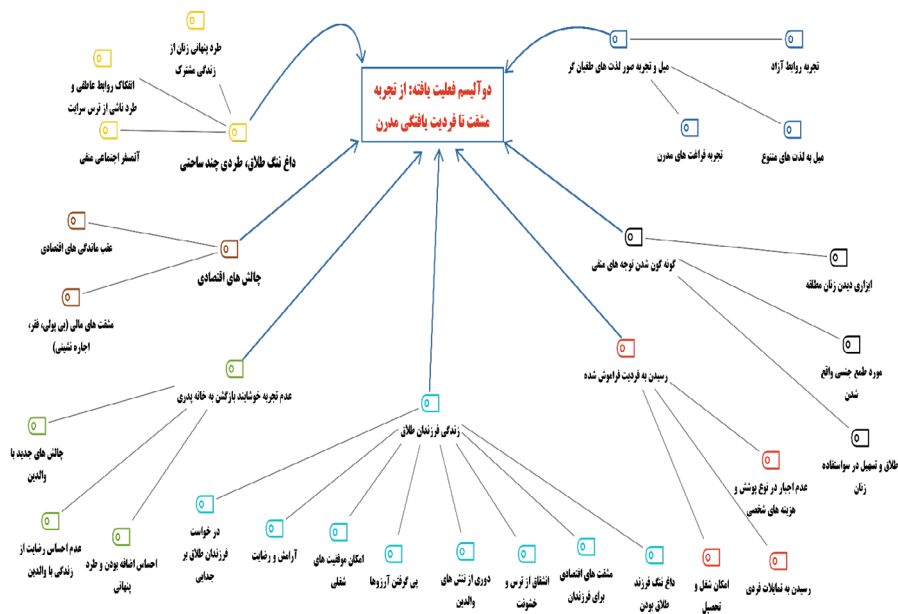 دوآلیسم فعلیت یافته: از تجربه
مشقت تا فردیت یافتگی مدرن
تجربه روابط آزاد
میل و تجربه صور لذت های طغیان گر
میل به لذت های متنوع
تجربه فراغت های مدرن
طرد پنهانی زنان از
زندگی مشترک
انفکاک روابط عاطفی و
طرد ناشی از ترس سرایت
آتمسفر اجتماعی منفی
داغ ننگ طلاق، طردی چند ساحتی
گونه گون شدن توجه های منفی
ابزاری دیدن زنان مطلقه
مورد طمع جنسی واقع
شدن
طلاق و تسهیل در سواستفاده
زنان
عقب ماندگی های اقتصادی
چالش های اقتصادی
مشقت های مالی (بی پولی، فقر،
اجاره نشینی)
رسیدن به فردیت فراموش شده
عدم اجبار در نوع پوشش و
هزینه های شخصی
رسیدن به تمایلات فردی
امکان شغل و
تحصیل
عدم تجربه خوشایند بازگشن به خانه پدری
چالش های جدید با
والدین
عدم احساس رضایت از
زندگی با والدین
احساس اضافه بودن و طرد
پنهانی
زندگی فرزندان طلاق
داغ ننگ فرزند
طلاق بودن
مشقت های اقتصادی
برای فرزندان
انشقاق از ترس و
خشونت
دوری از تنش های
والدین
پی گرفتن آرزوها
امکان موفقیت های
شغلی
آرامش و رضایت
در خواست
فرزندان طلاق بر
جدایی